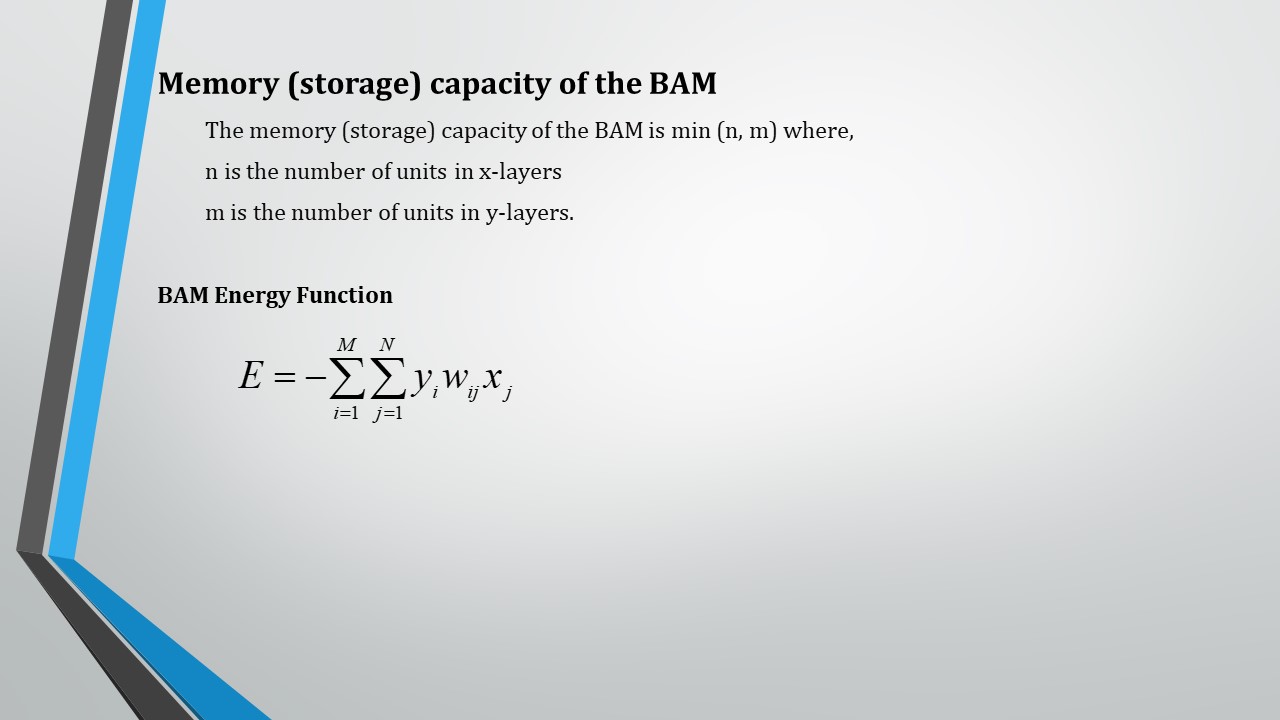 Memory (storage) capacity of the BAM
The memory (storage) capacity of the BAM is min (n, m) where,
n is the number of units in x-layers
m is the number of units in y-layers.
BAM Energy Function
E = −∑_{i=1}^{M} ∑_{j=1}^{N} y_i w_{ij} x_j